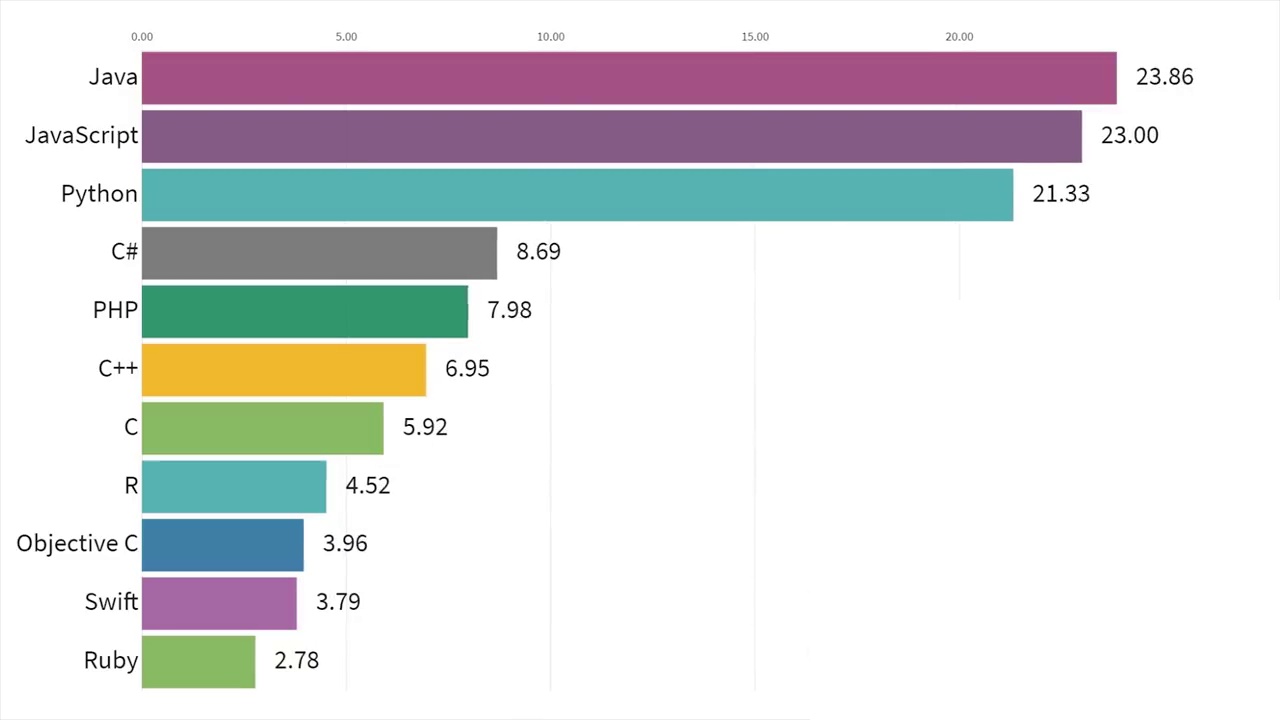 0.00 5.00 10.00 15.00 20.00
Java 23.86
JavaScript 23.00
Python 21.33
C# 8.69
PHP 7.98
C++ 6.95
C 5.92
R 4.52
Objective C 3.96
Swift 3.79
Ruby 2.78